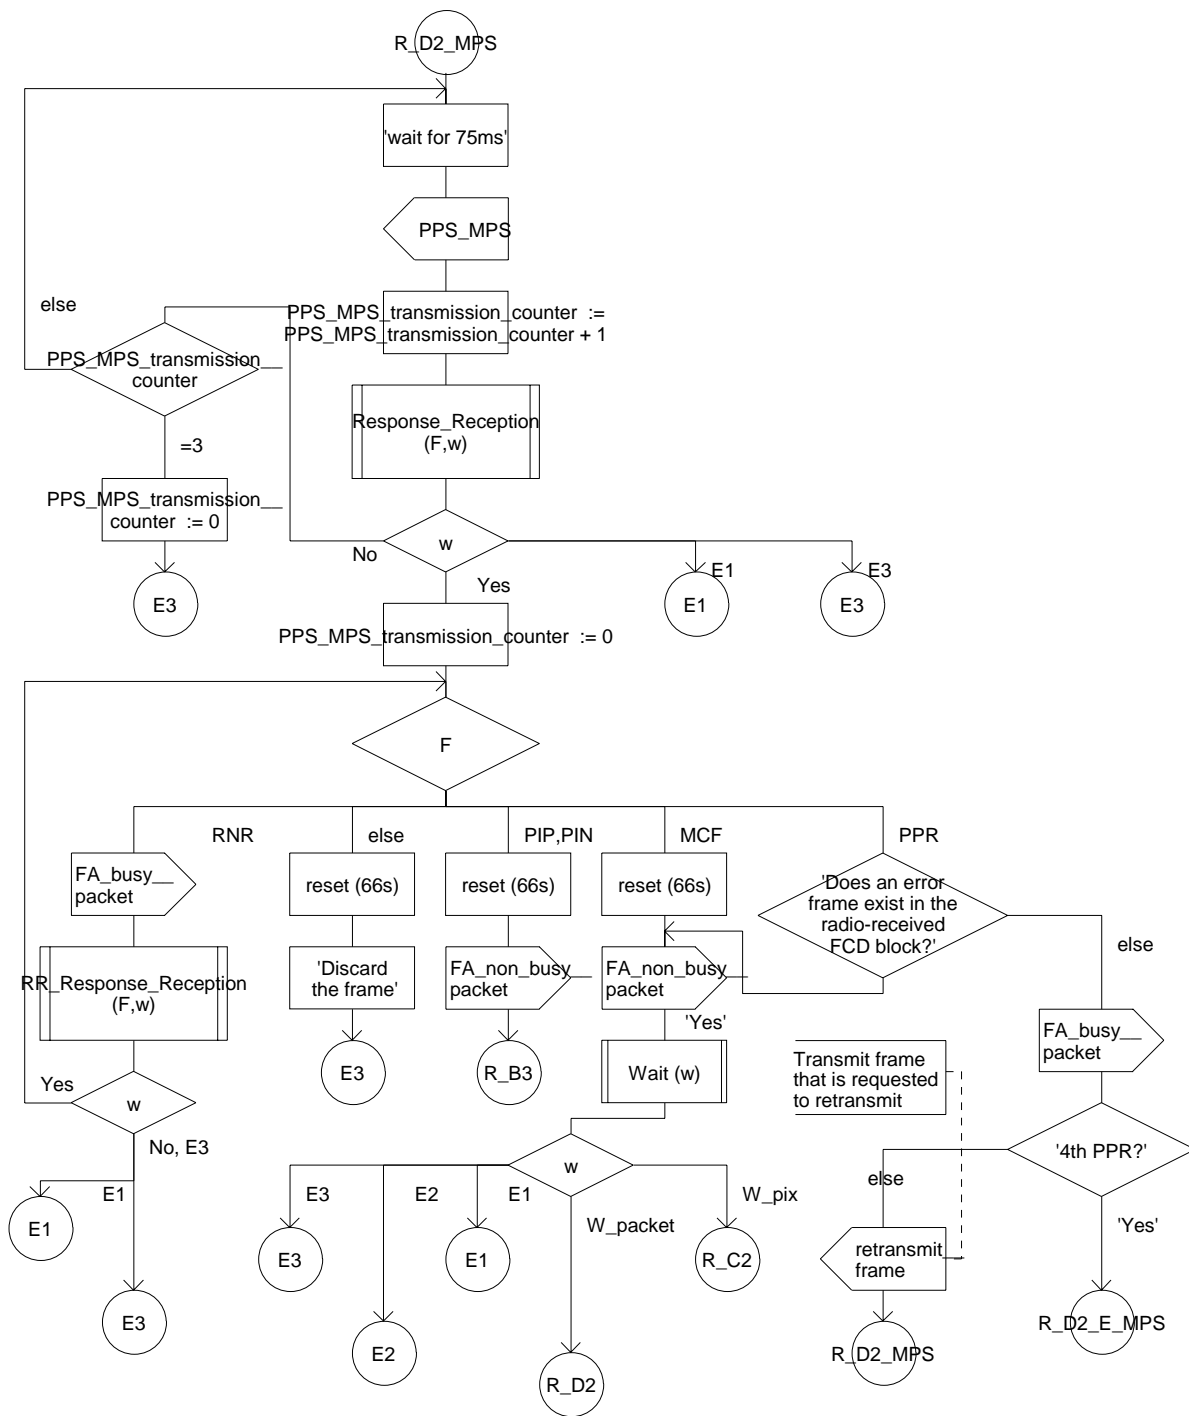 R_D2_MPS
'wait for 75ms'
PPS_MPS
else
PPS_MPS_transmission_counter := 
PPS_MPS_transmission_counter + 1
PPS_MPS_transmission__
counter
Response_Reception
(F,w)
=3
PPS_MPS_transmission__
counter := 0
w
No
E1
E3
Yes
E3
E1
E3
PPS_MPS_transmission_counter := 0
F
RNR
else
PIP,PIN
MCF
PPR
FA_busy__
packet
reset (66s)
reset (66s)
reset (66s)
'Does an error
frame exist in the
radio-received
FCD block?'
else
RR_Response_Reception
(F,w)
'Discard
the frame'
FA_non_busy__
packet
FA_non_busy__
packet
'Yes'
FA_busy__
packet
Yes
w
E3
R_B3
Wait (w)
Transmit frame
that is requested
to retransmit
No, E3
'4th PPR?'
w
E1
E3
E2
E1
W_pix
else
W_packet
'Yes'
E1
E3
E1
R_C2
retransmit__
frame
E3
E2
R_D2
R_D2_MPS
R_D2_E_MPS